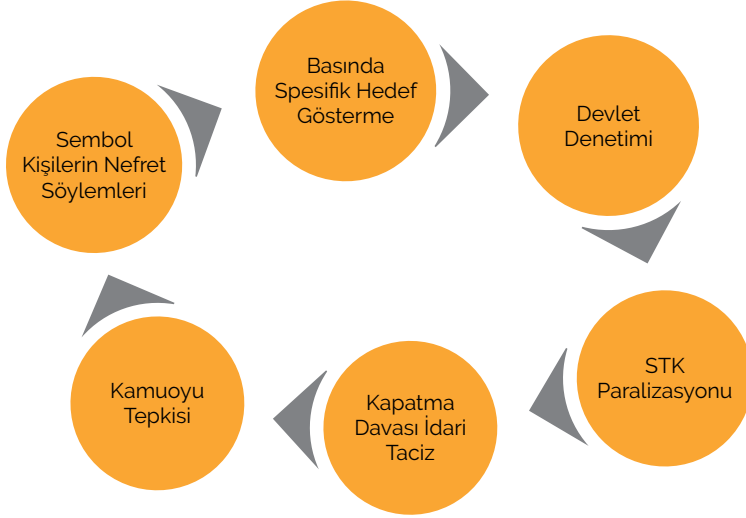 Sembol
Kişilerin Nefret
Söylemleri
Basında
Spesifik Hedef
Gösterme
Devlet
Denetimi
STK
Paralizasyonu
Kapatma
Davası İdari
Taciz
Kamuoyu
Tepkisi